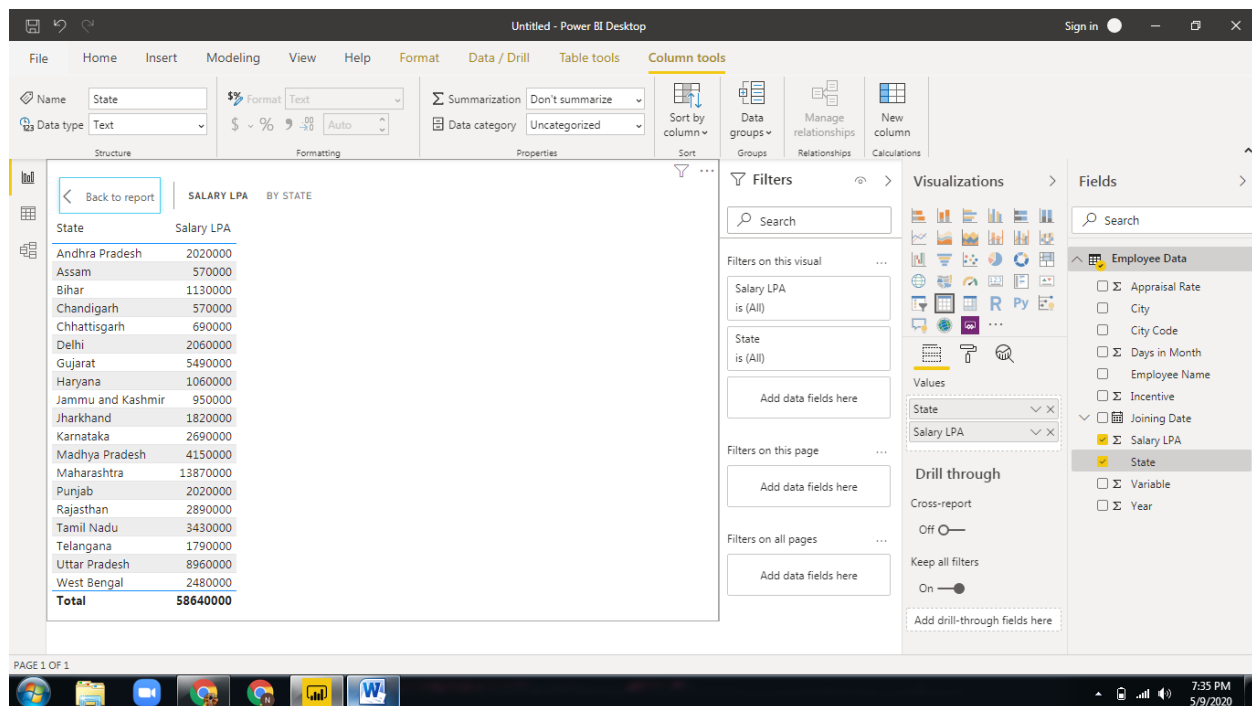 Untitled - Power BI Desktop
Sign in
File Home Insert Modeling View Help Format Data / Drill Table tools Column tools
Name State
Data type Text
Structure
$% Format Text
$ % 9 .00 Auto
Formatting
Σ Summarization Don't summarize
Data category Uncategorized
Properties
Sort by
column
Sort
Data
groups
Groups
Manage
relationships
Relationships
New
column
Calculations
Back to report SALARY LPA BY STATE
State Salary LPA
Andhra Pradesh 2020000
Assam 570000
Bihar 1130000
Chandigarh 570000
Chhattisgarh 690000
Delhi 2060000
Gujarat 5490000
Haryana 1060000
Jammu and Kashmir 950000
Jharkhand 1820000
Karnataka 2690000
Madhya Pradesh 4150000
Maharashtra 13870000
Punjab 2020000
Rajasthan 2890000
Tamil Nadu 3430000
Telangana 1790000
Uttar Pradesh 8960000
West Bengal 2480000
Total 58640000
Filters
Search
Filters on this visual ...
Salary LPA
is (All)
State
is (All)
Add data fields here
Filters on this page ...
Add data fields here
Filters on all pages ...
Add data fields here
Visualizations
R Py
...
Values
State
Salary LPA
Drill through
Cross-report
Off
Keep all filters
On
Add drill-through fields here
Fields
Search
Employee Data
Σ Appraisal Rate
City
City Code
Σ Days in Month
Employee Name
Σ Incentive
Joining Date
Σ Salary LPA
State
Σ Variable
Σ Year
PAGE 1 OF 1
7:35 PM
5/9/2020